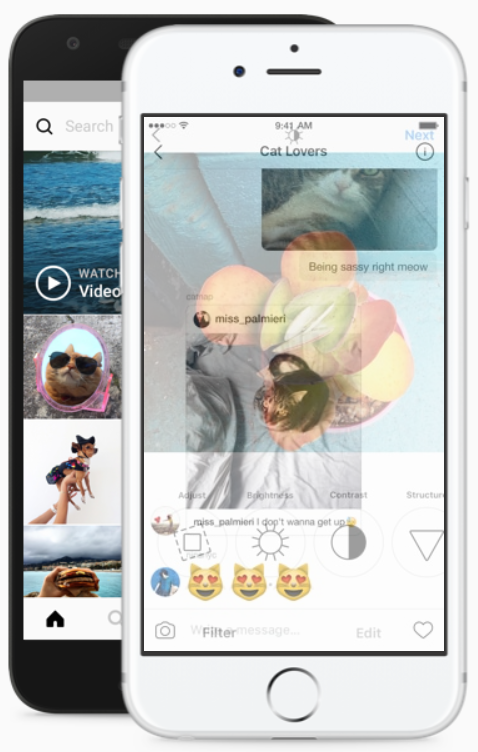 Search
WATCH
Video
9:41 AM
Next
Cat Lovers
Being sassy right meow
comap
miss_palmieri
Adjust
Brightness
Contrast
Structure
miss_palmieri I don't wanna get up
Write a message...
Filter
Edit